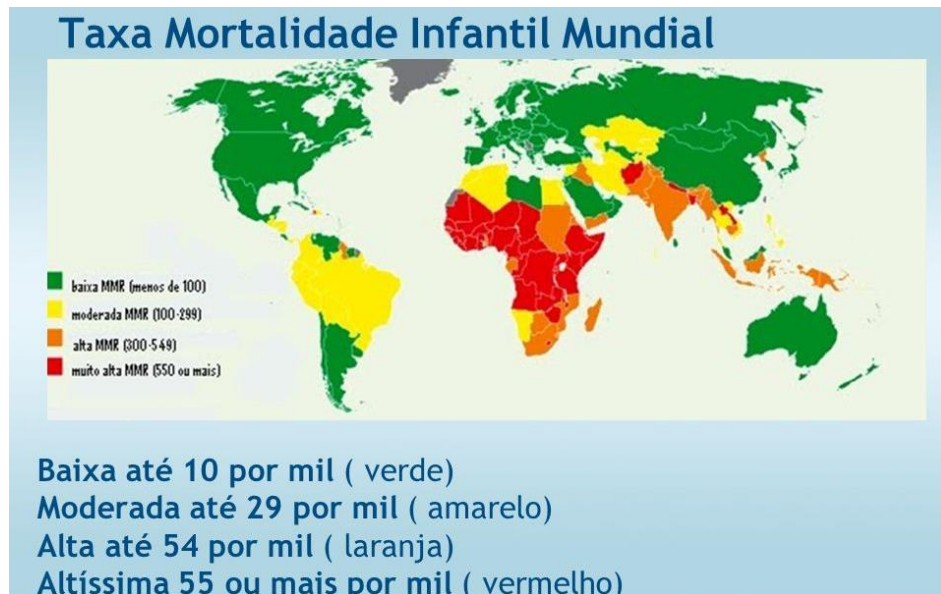 Taxa Mortalidade Infantil Mundial
baixa MMR (menos de 100)
moderada MMR (100-299)
alta MMR (300-549)
muito alta MMR (550 ou mais)
Baixa até 10 por mil ( verde)
Moderada até 29 por mil ( amarelo)
Alta até 54 por mil ( laranja)
Altíssima 55 ou mais por mil ( vermelho)